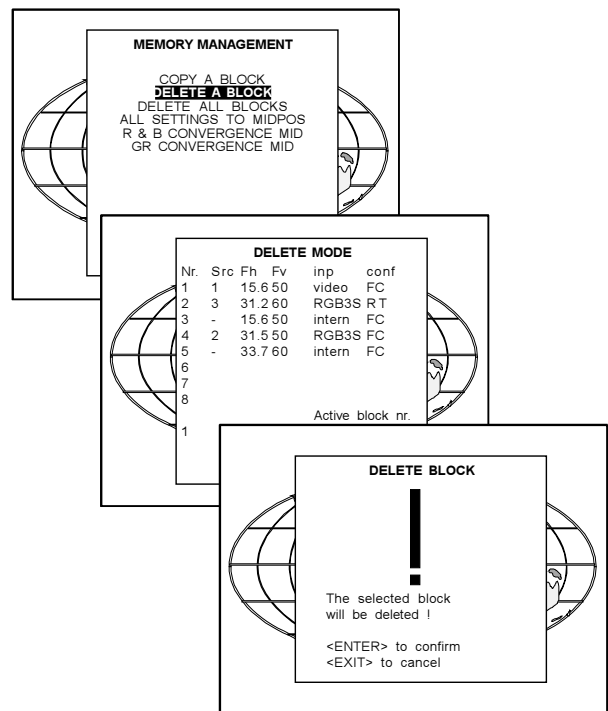 MEMORY MANAGEMENT
COPY A BLOCK
DELETE A BLOCK
DELETE ALL BLOCKS
ALL SETTINGS TO MIDPOS
R & B CONVERGENCE MID
GR CONVERGENCE MID
DELETE MODE
Nr. Src Fh Fv inp conf
1 1 15.6 50 video FC
2 3 31.2 60 RGB3S RT
3 - 15.6 50 intern FC
4 2 31.5 50 RGB3S FC
5 - 33.7 60 intern FC
6
7
8
Active block nr.
1
DELETE BLOCK
!
The selected block
will be deleted !
<ENTER> to confirm
<EXIT> to cancel